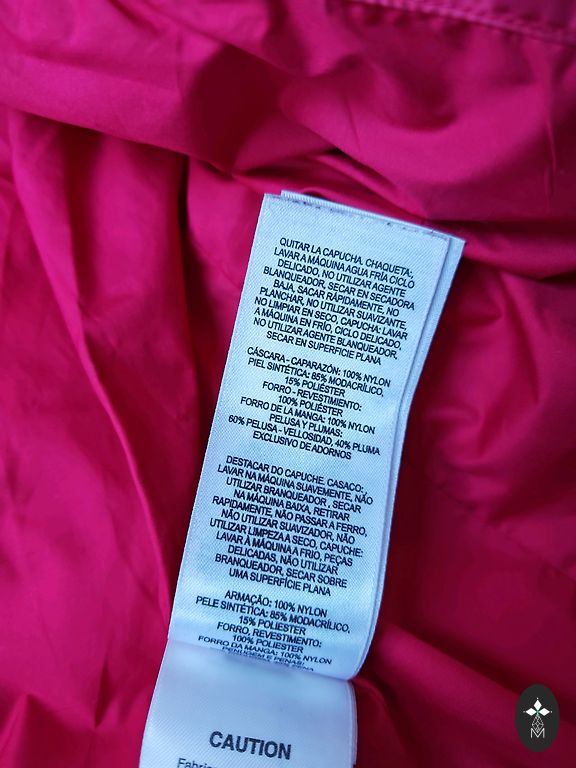 QUITAR LA CAPUCHA. CHAQUETA:
LAVAR A MÁQUINA AGUA FRÍA CICLO
DELICADO, NO UTILIZAR AGENTE
BLANQUEADOR, SECAR EN SECADORA
BAJA, SACAR RÁPIDAMENTE, NO
PLANCHAR, NO UTILIZAR SUAVIZANTE,
NO LIMPIAR EN SECO, CAPUCHA: LAVAR
A MÁQUINA EN FRÍO, CICLO DELICADO,
NO UTILIZAR AGENTE BLANQUEADOR,
SECAR EN SUPERFICIE PLANA
CÁSCARA - CAPARAZÓN: 100% NYLON
PIEL SINTÉTICA: 85% MODACRÍLICO,
15% POLIÉSTER
FORRO - REVESTIMIENTO:
100% POLIÉSTER
FORRO DE LA MANGA: 100% NYLON
PELUSA Y PLUMAS:
60% PELUSA - VELLOSIDAD, 40% PLUMA
EXCLUSIVO DE ADORNOS
DESTACAR DO CAPUCHE. CASACO:
LAVAR NA MÁQUINA SUAVEMENTE, NÃO
UTILIZAR BRANQUEADOR , SECAR
NA MÁQUINA BAIXA, RETIRAR
RAPIDAMENTE, NÃO PASSAR A FERRO,
NÃO UTILIZAR SUAVIZADOR, NÃO
UTILIZAR LIMPEZA A SECO, CAPUCHE:
LAVAR À MÁQUINA A FRIO, PEÇAS
DELICADAS, NÃO UTILIZAR
BRANQUEADOR, SECAR SOBRE
UMA SUPERFÍCIE PLANA
ARMAÇÃO: 100% NYLON
PELE SINTÉTICA: 85% MODACRÍLICO,
15% POLIESTER
FORRO, REVESTIMENTO:
100% POLIESTER
FORRO DA MANGA: 100% NYLON
PENUGEM E PENAS:
CAUTION